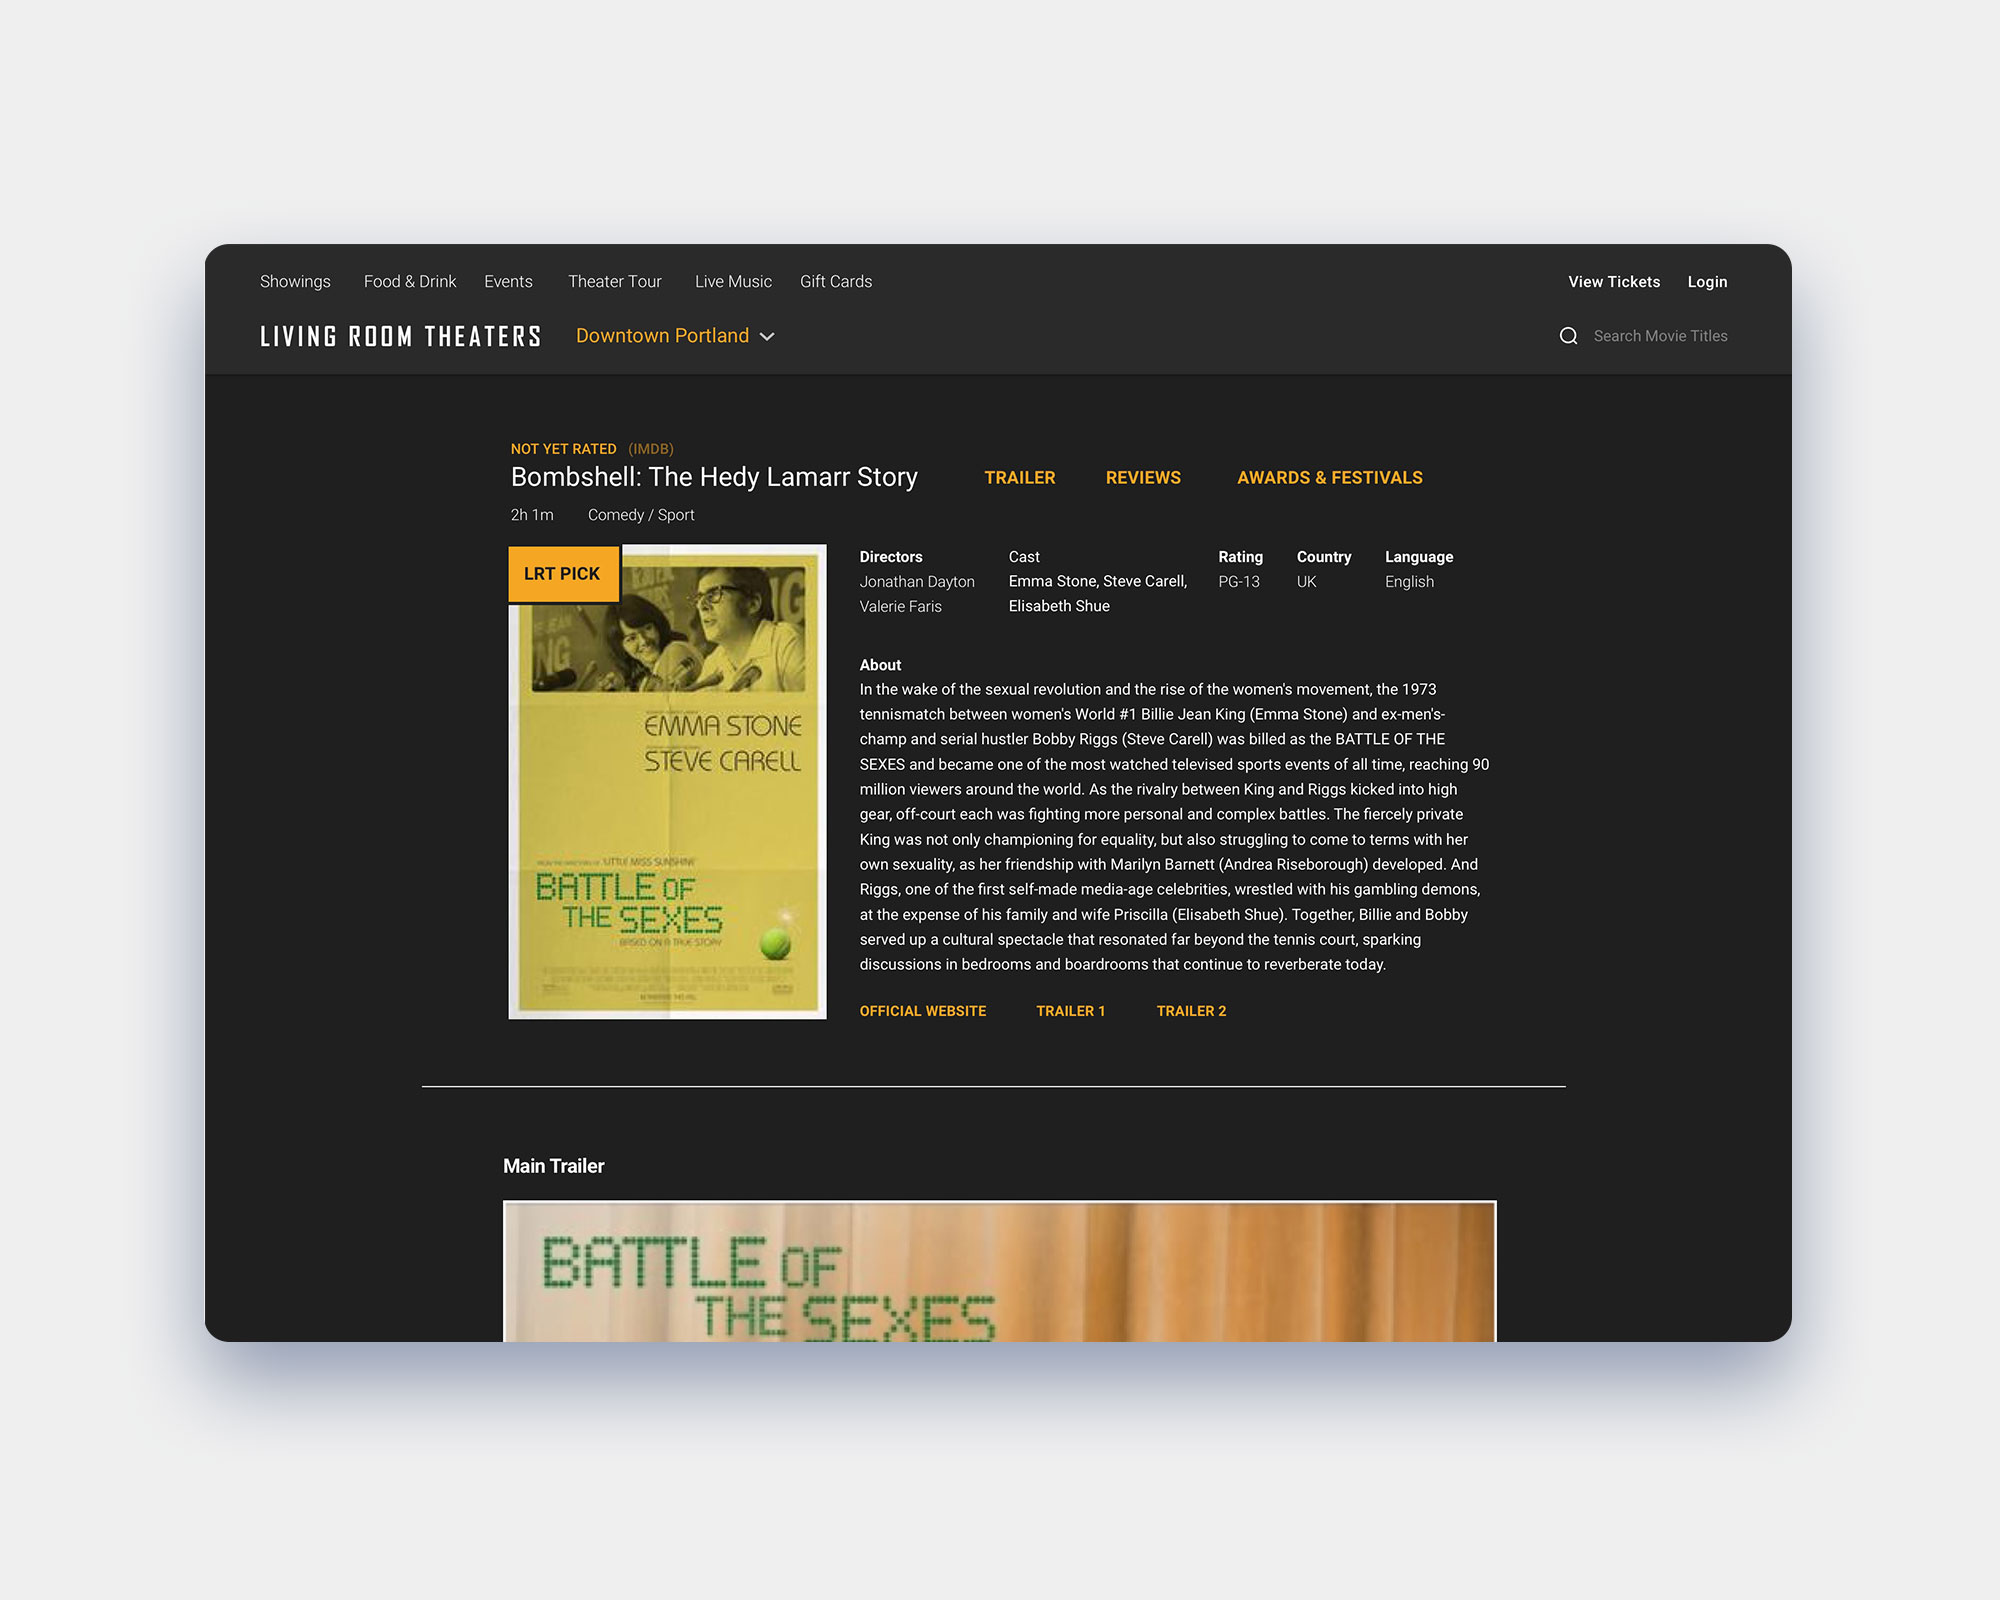 Showings Food & Drink Events Theater Tour Live Music Gift Cards View Tickets Login
LIVING ROOM THEATERS Downtown Portland Search Movie Titles
NOT YET RATED (IMDB)
Bombshell: The Hedy Lamarr Story TRAILER REVIEWS AWARDS & FESTIVALS
2h 1m Comedy / Sport
LRT PICK
EMMA STONE
STEVE CARELL
FROM THE DIRECTORS OF 'LITTLE MISS SUNSHINE'
BATTLE OF
THE SEXES
BASED ON A TRUE STORY
Directors Cast Rating Country Language
Jonathan Dayton Emma Stone, Steve Carell, PG-13 UK English
Valerie Faris Elisabeth Shue
About
In the wake of the sexual revolution and the rise of the women's movement, the 1973
tennismatch between women's World #1 Billie Jean King (Emma Stone) and ex-men's-
champ and serial hustler Bobby Riggs (Steve Carell) was billed as the BATTLE OF THE
SEXES and became one of the most watched televised sports events of all time, reaching 90
million viewers around the world. As the rivalry between King and Riggs kicked into high
gear, off-court each was fighting more personal and complex battles. The fiercely private
King was not only championing for equality, but also struggling to come to terms with her
own sexuality, as her friendship with Marilyn Barnett (Andrea Riseborough) developed. And
Riggs, one of the first self-made media-age celebrities, wrestled with his gambling demons,
at the expense of his family and wife Priscilla (Elisabeth Shue). Together, Billie and Bobby
served up a cultural spectacle that resonated far beyond the tennis court, sparking
discussions in bedrooms and boardrooms that continue to reverberate today.
OFFICIAL WEBSITE TRAILER 1 TRAILER 2
Main Trailer
BATTLE OF
THE SEXES